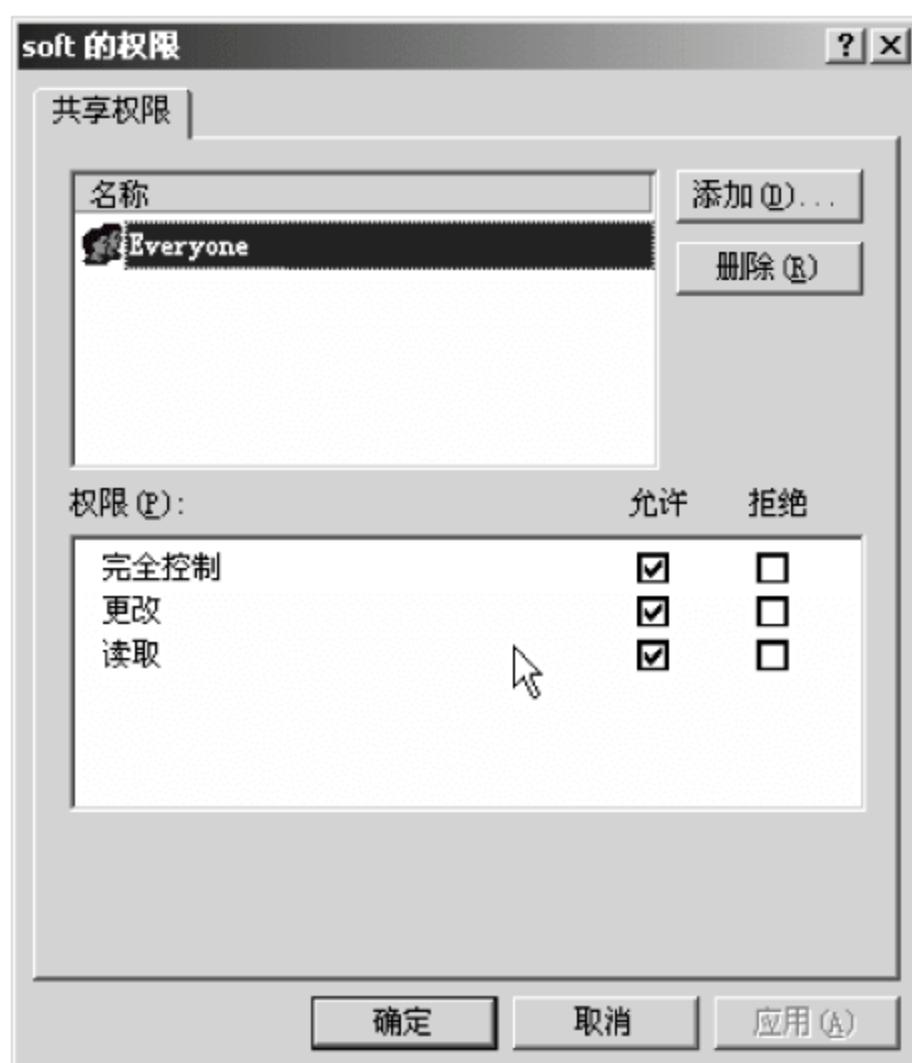 soft 的权限
共享权限
名称
添加(D)...
Everyone
删除(R)
权限(P): 允许 拒绝
完全控制
更改
读取
确定 取消 应用(A)